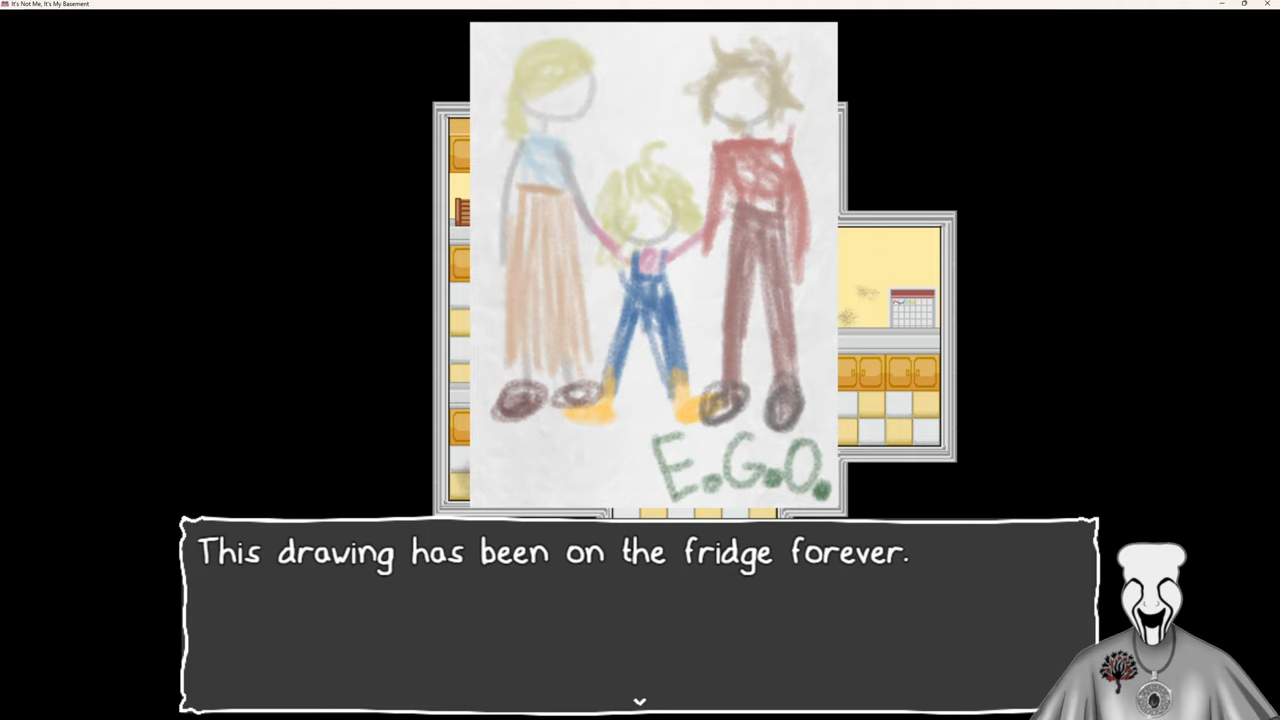 It's Not Me, It's My Basement
E.G.O.
This drawing has been on the fridge forever.